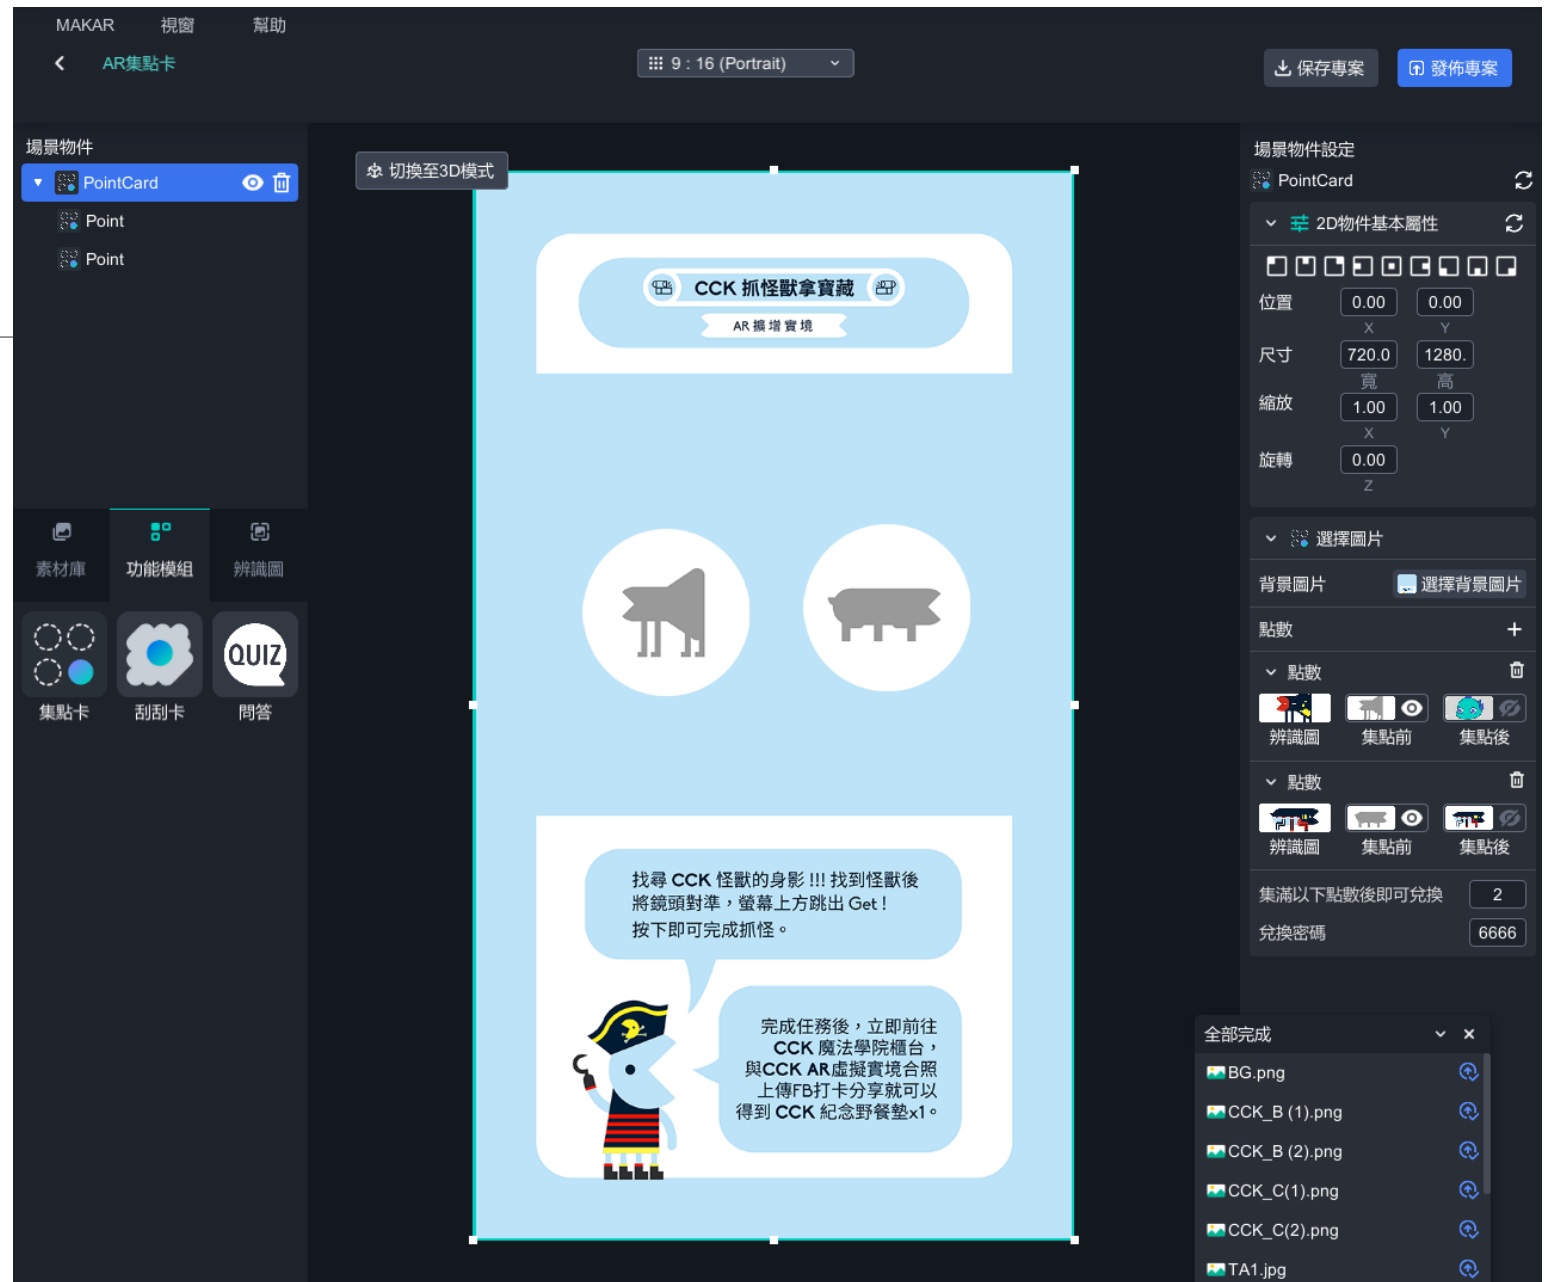 MAKAR 視窗 幫助
AR集點卡
9 : 16 (Portrait)
保存專案
發佈專案
場景物件
PointCard
Point
Point
切換至3D模式
素材庫 功能模組 辨識圖
QUIZ
集點卡 刮刮卡 問答
CCK 抓怪獸拿寶藏
AR 擴增實境
找尋 CCK 怪獸的身影 !!! 找到怪獸後
將鏡頭對準，螢幕上方跳出 Get !
按下即可完成抓怪。
完成任務後，立即前往
CCK 魔法學院櫃台，
與CCK AR虛擬實境合照
上傳FB打卡分享就可以
得到 CCK 紀念野餐墊x1。
場景物件設定
PointCard
2D物件基本屬性
位置 0.00 0.00
X Y
尺寸 720.0 1280.
寬 高
縮放 1.00 1.00
X Y
旋轉 0.00
Z
選擇圖片
背景圖片 選擇背景圖片
點數
點數
辨識圖 集點前 集點後
點數
辨識圖 集點前 集點後
集滿以下點數後即可兌換 2
兌換密碼 6666
全部完成
BG.png
CCK_B (1).png
CCK_B (2).png
CCK_C(1).png
CCK_C(2).png
TA1.jpg